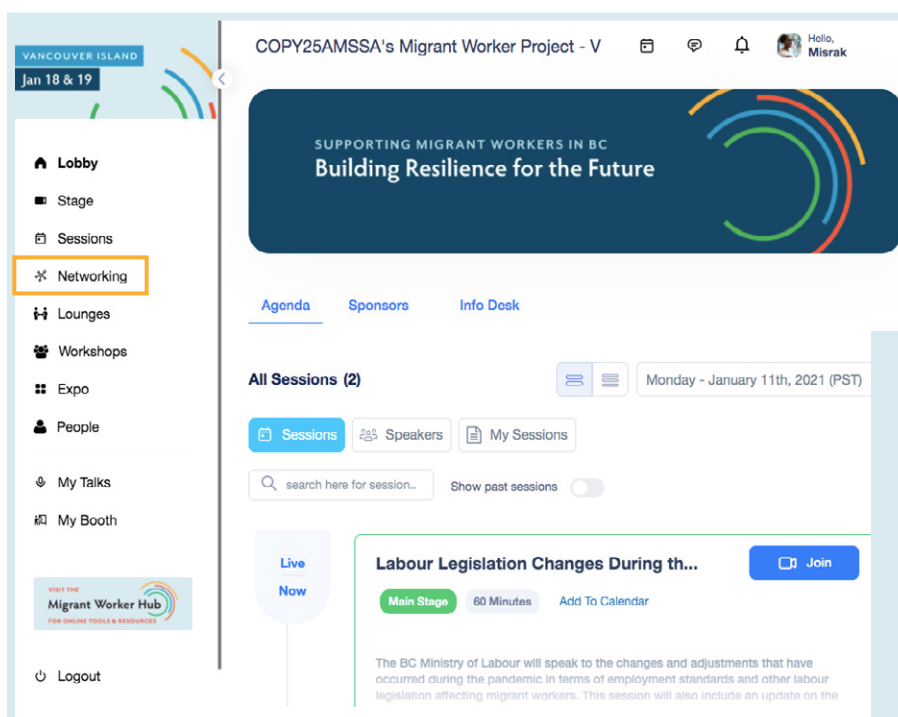 VANCOUVER ISLAND
Jan 18 & 19
Lobby
Stage
Sessions
Networking
Lounges
Workshops
Expo
People
My Talks
My Booth
VISIT THE
Migrant Worker Hub
FOR ONLINE TOOLS & RESOURCES
Logout
COPY25AMSSA's Migrant Worker Project - V
Hello,
Misrak
SUPPORTING MIGRANT WORKERS IN BC
Building Resilience for the Future
Agenda Sponsors Info Desk
All Sessions (2)
Monday - January 11th, 2021 (PST)
Sessions Speakers My Sessions
search here for session.. Show past sessions
Live
Now
Labour Legislation Changes During th...
Join
Main Stage 60 Minutes Add To Calendar
The BC Ministry of Labour will speak to the changes and adjustments that have
occurred during the pandemic in terms of employment standards and other labour
legislation affecting migrant workers. This session will also include an update on the